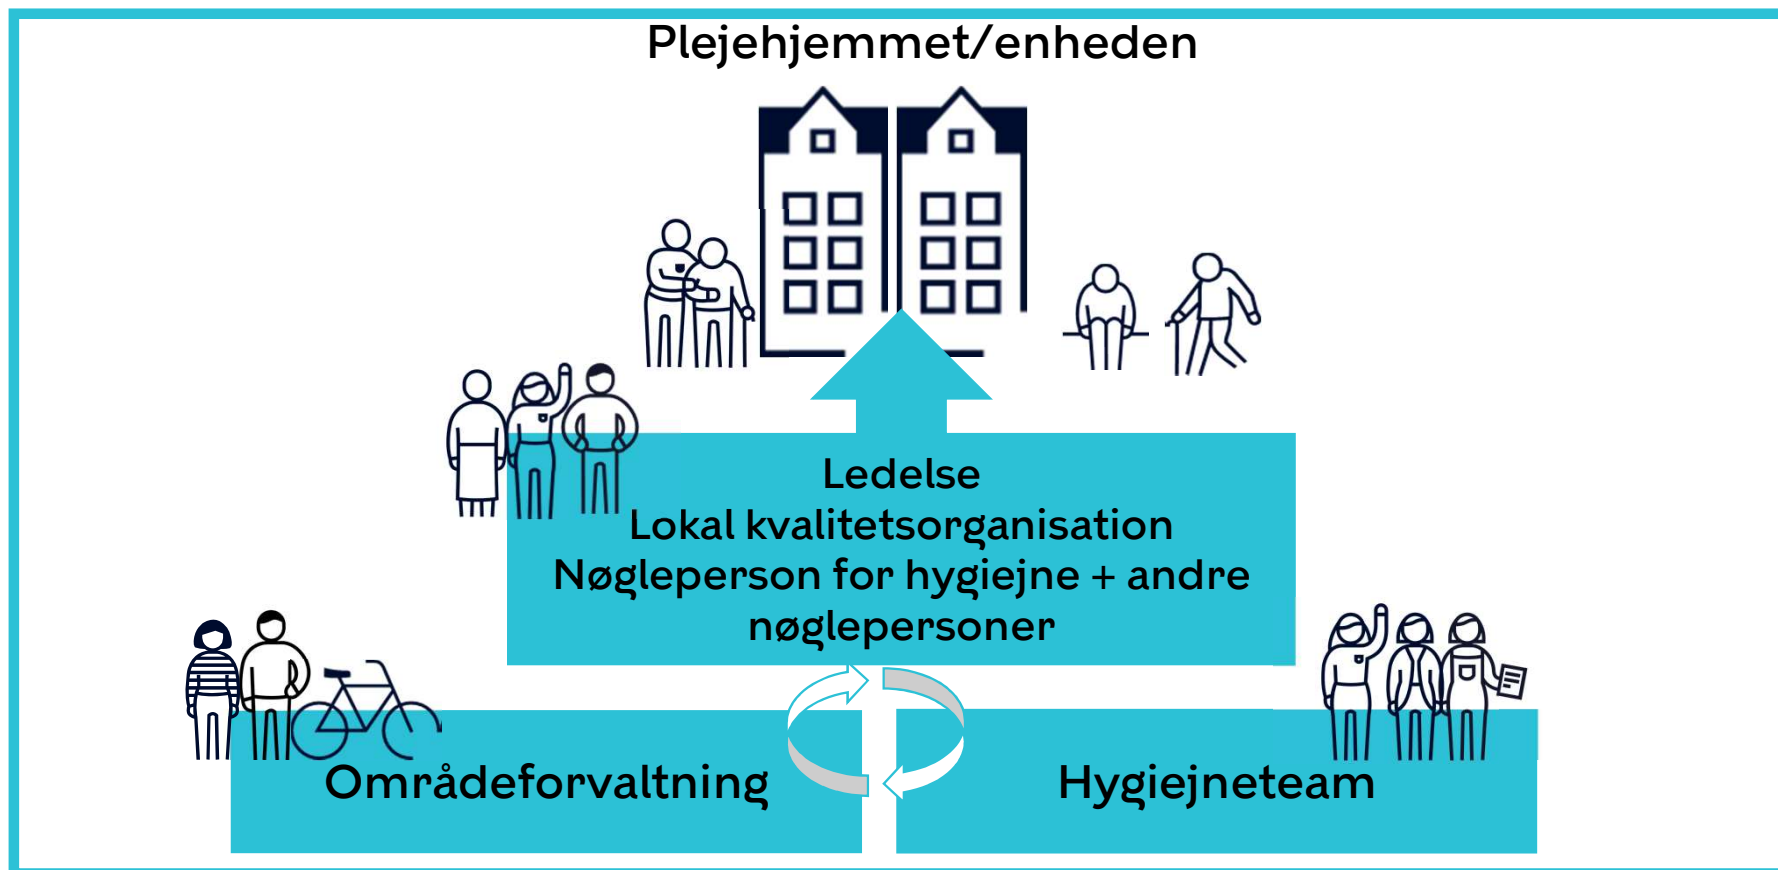 Plejehjemmet/enheden
Ledelse
Lokal kvalitetsorganisation
Nøgleperson for hygiejne + andre
nøglepersoner
Områdeforvaltning
Hygiejneteam